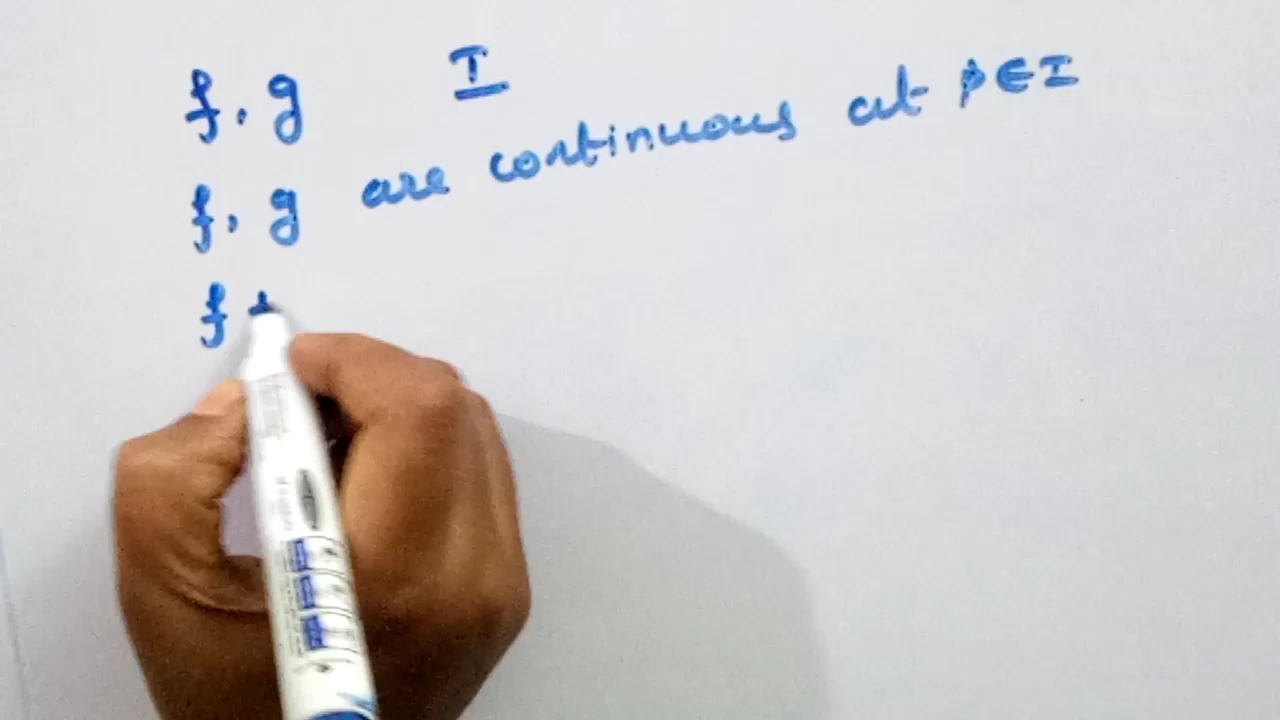 f, g I
f, g are continuous at p ∈ I
f +